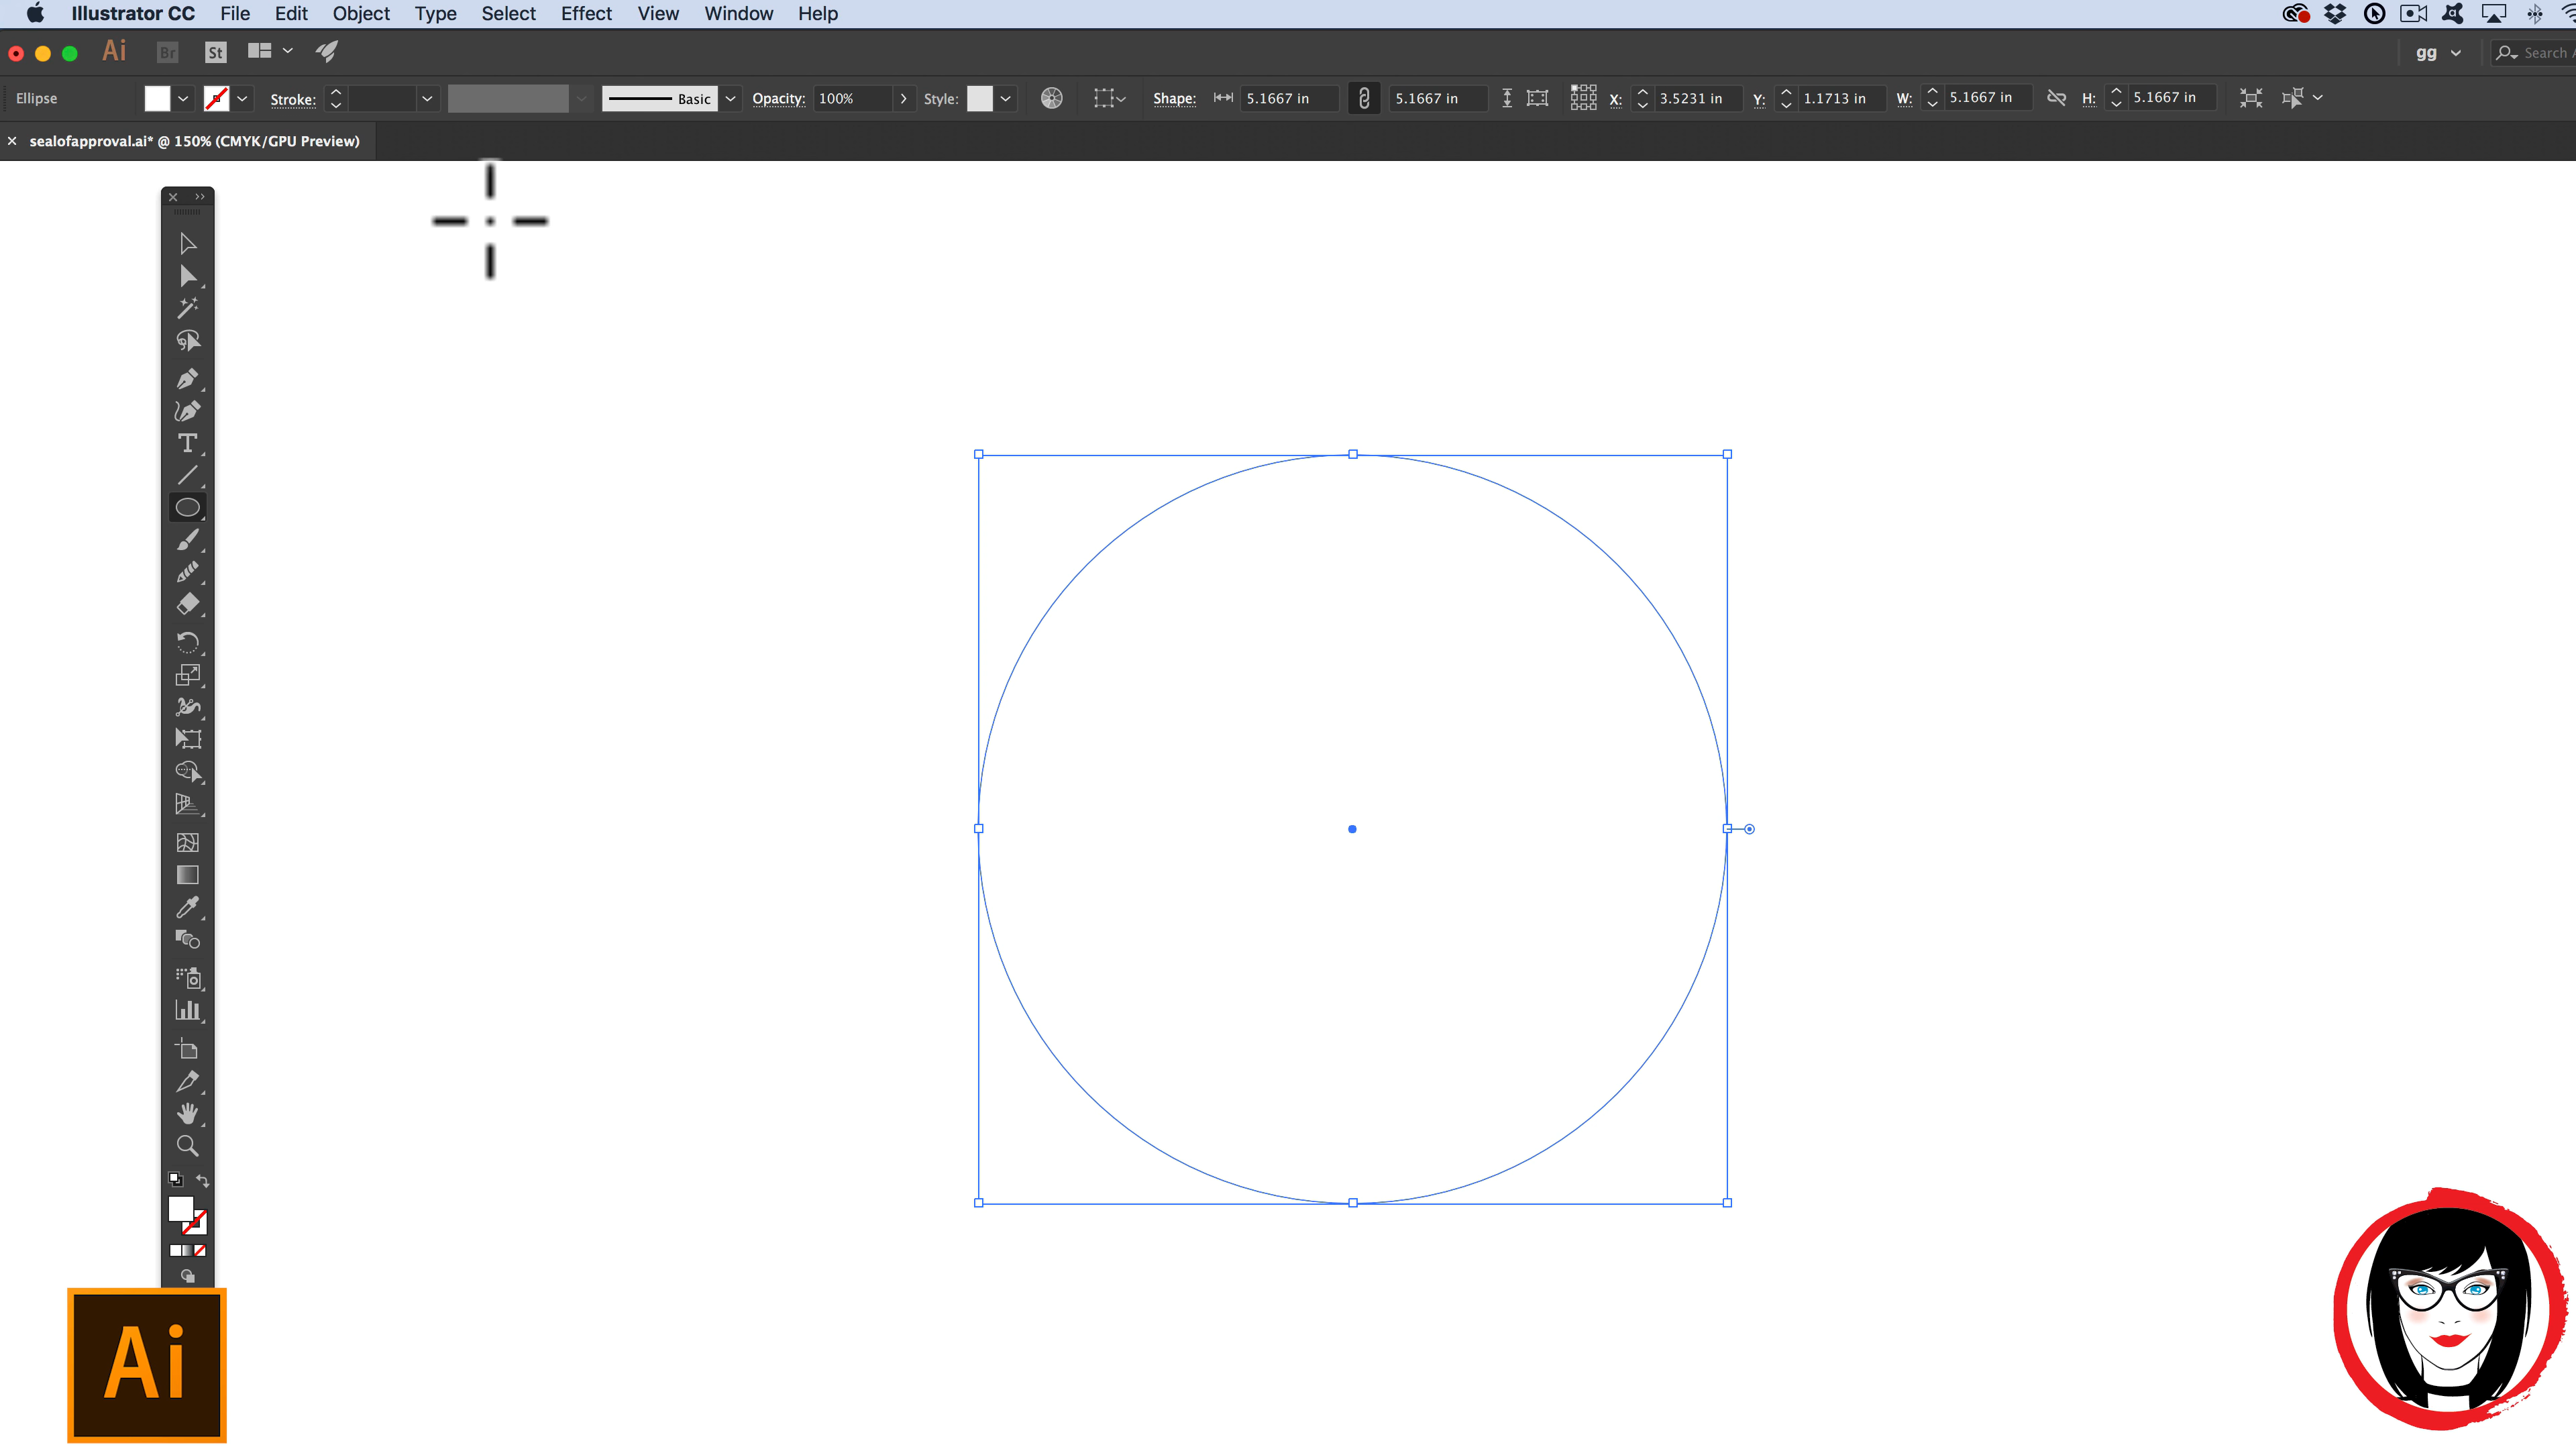 Illustrator CC File Edit Object Type Select Effect View Window Help
Ai Br St gg Search
Ellipse Stroke: Basic Opacity: 100% Style: Shape: 5.1667 in 5.1667 in X: 3.5231 in Y: 1.1713 in W: 5.1667 in H: 5.1667 in
× sealofapproval.ai* @ 150% (CMYK/GPU Preview)
T
Ai